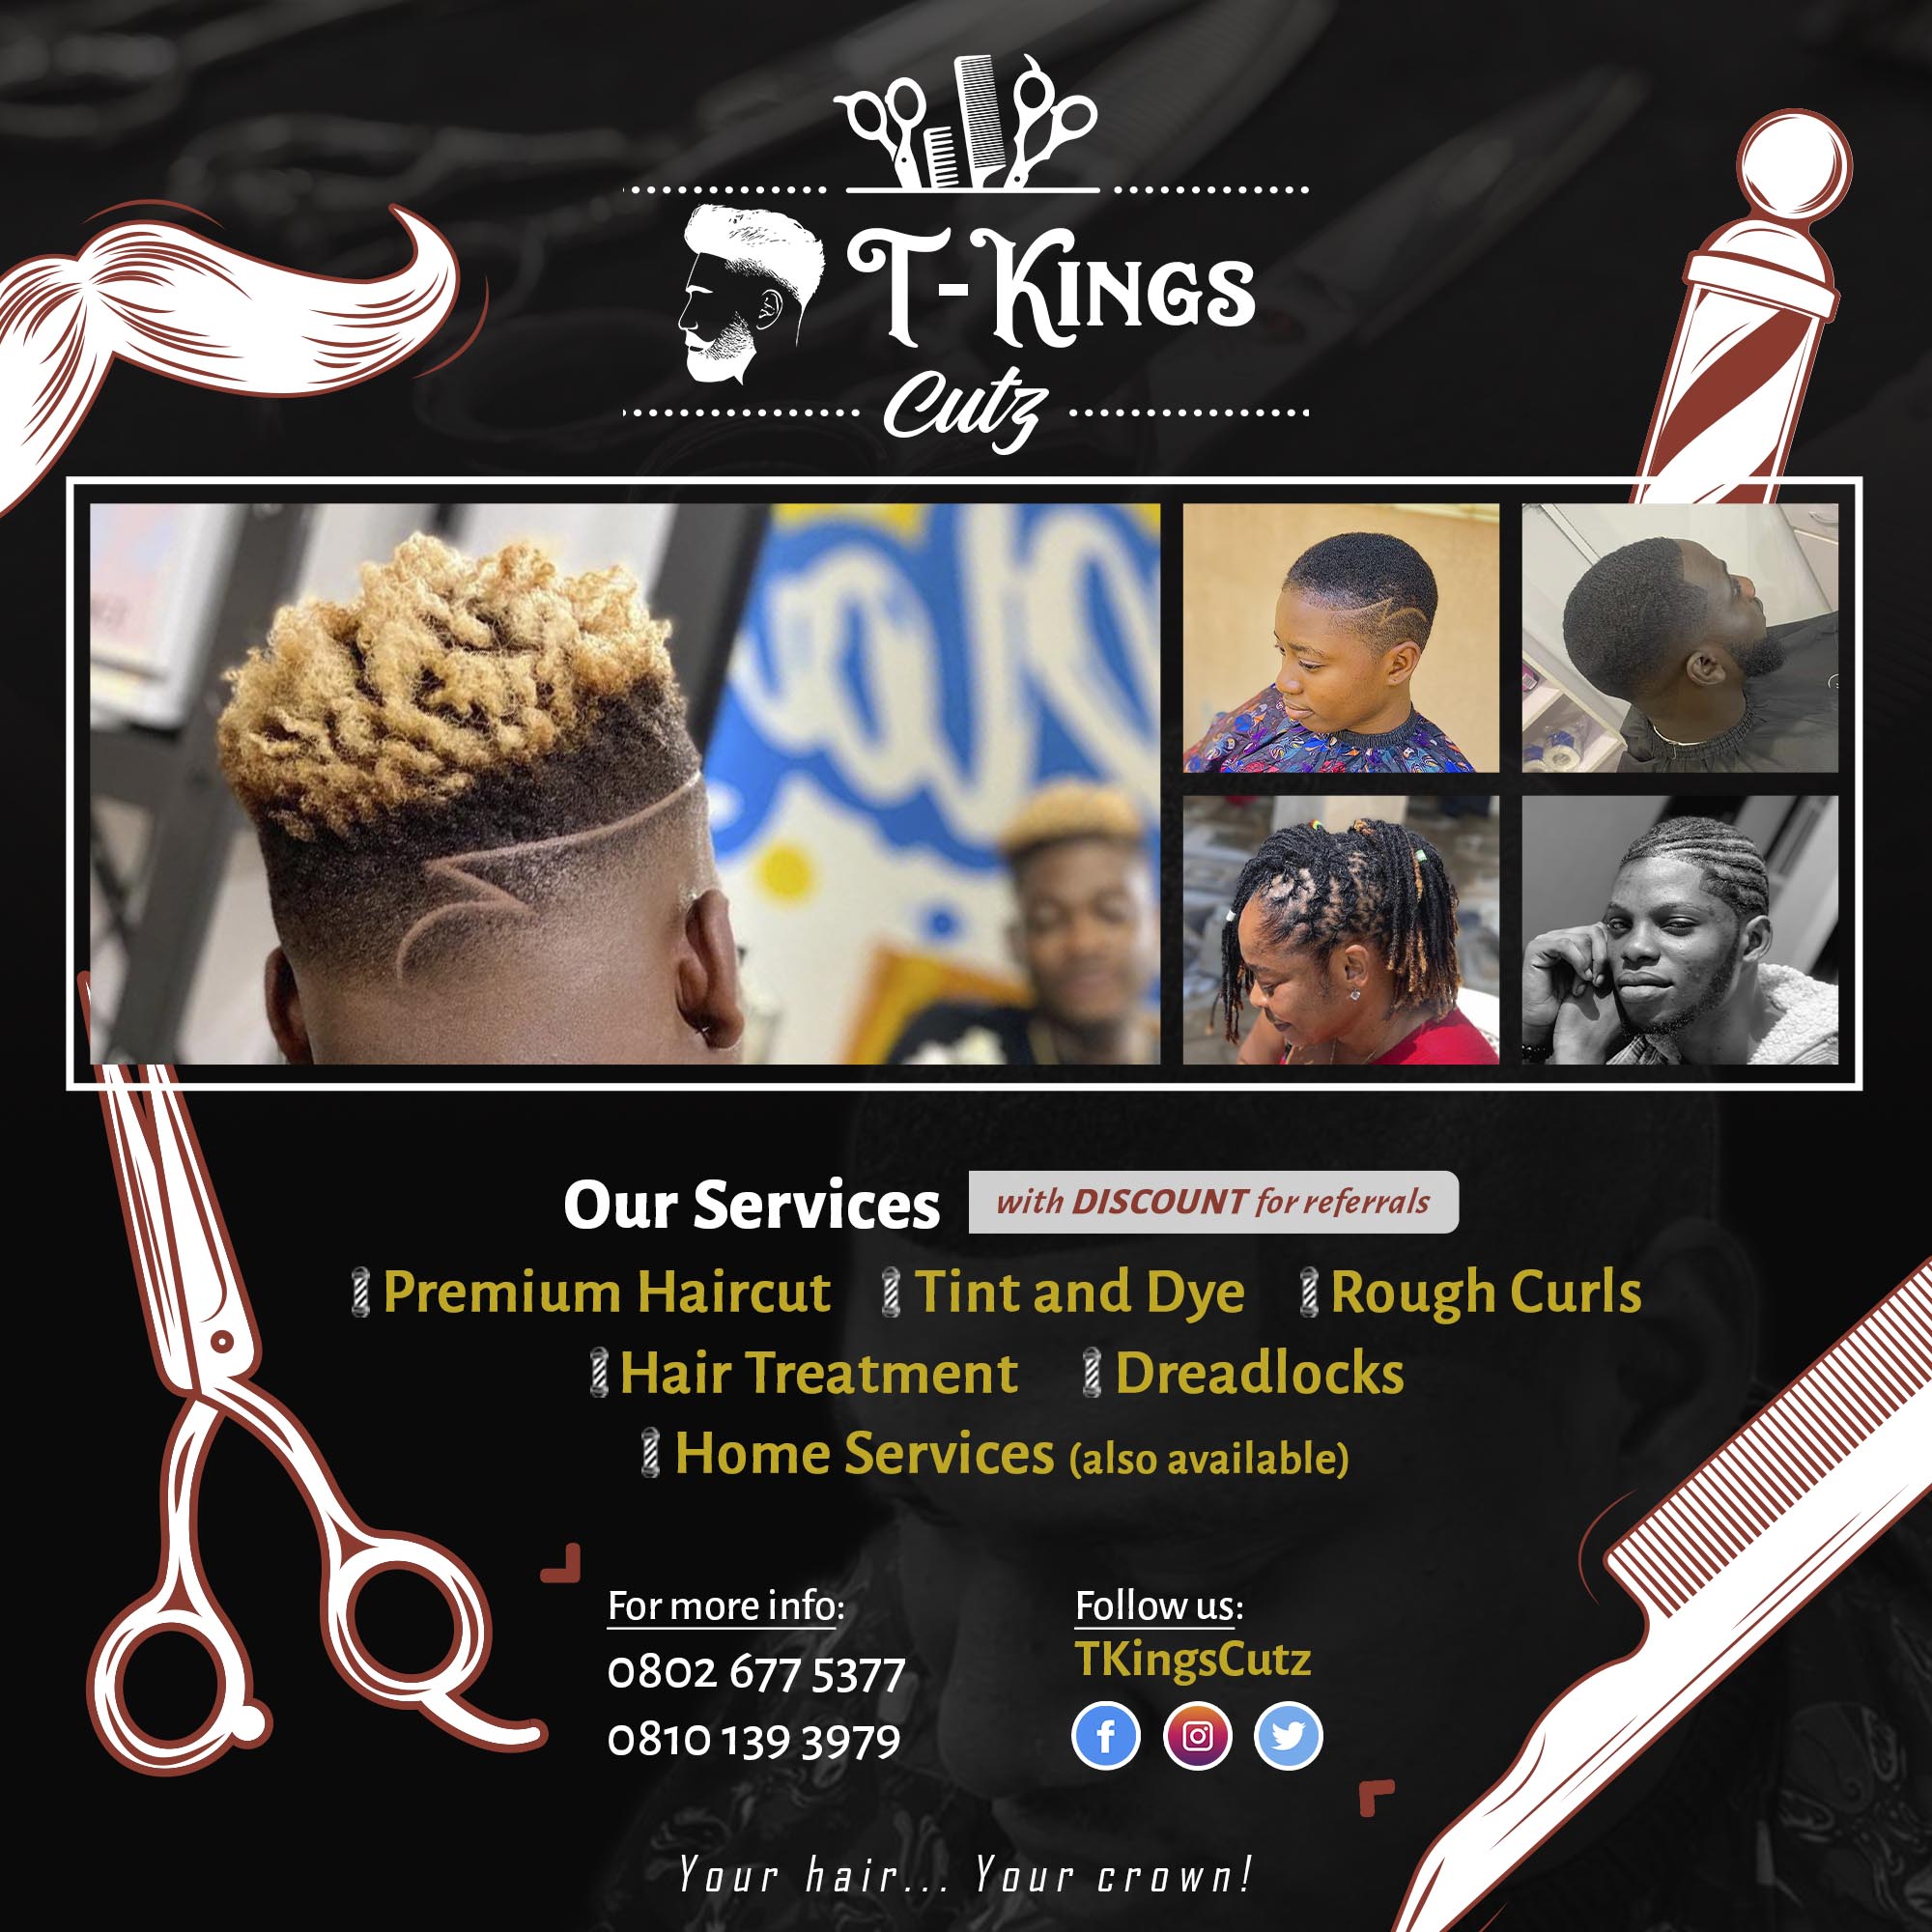 T-Kings
Cutz
Our Services with DISCOUNT for referrals
Premium Haircut Tint and Dye Rough Curls
Hair Treatment Dreadlocks
Home Services (also available)
For more info:
0802 677 5377
0810 139 3979
Follow us:
TKingsCutz
Your hair... Your crown!